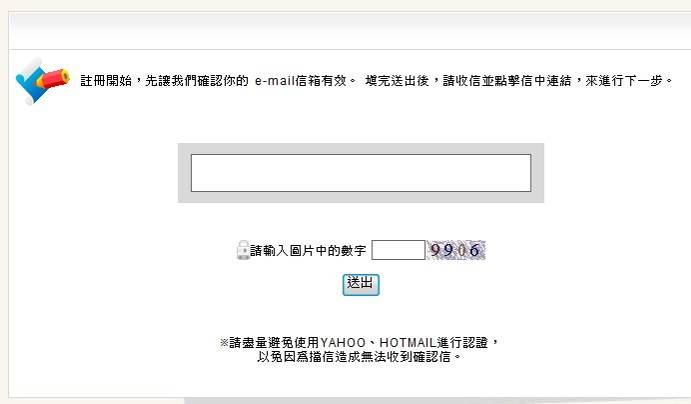 註冊開始，先讓我們確認你的 e-mail信箱有效。 填完送出後，請收信並點擊信中連結，來進行下一步。
請輸入圖片中的數字 9906
送出
※請盡量避免使用YAHOO、HOTMAIL進行認證，
以免因為擋信造成無法收到確認信。